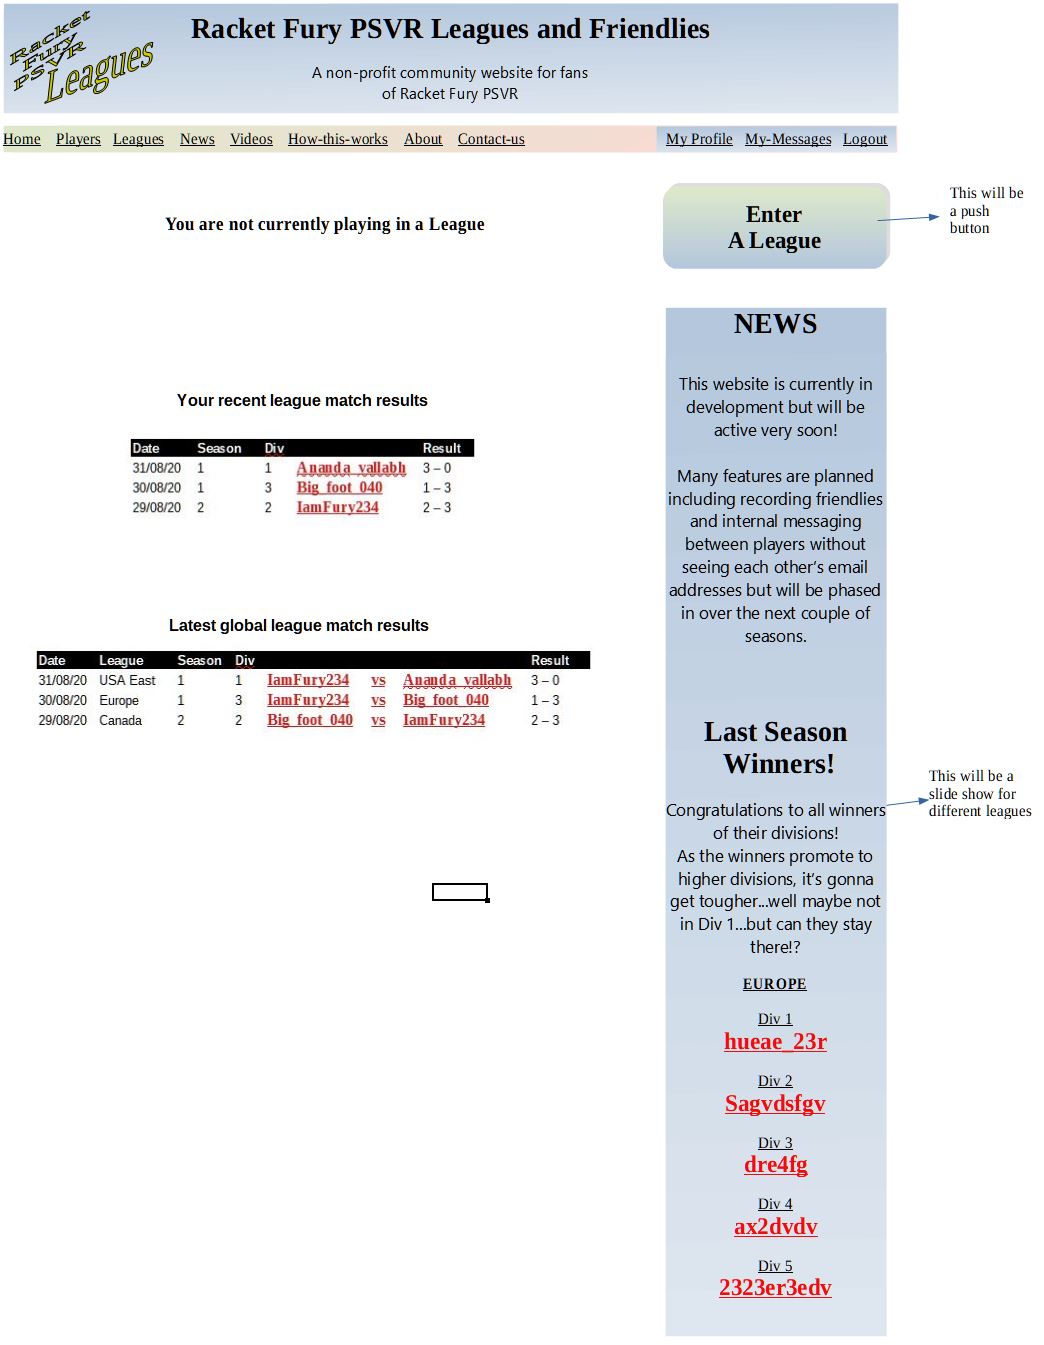 Racket
Fury
PSVR
Leagues
Racket Fury PSVR Leagues and Friendlies
A non-profit community website for fans
of Racket Fury PSVR
Home Players Leagues News Videos How-this-works About Contact-us My Profile My-Messages Logout
You are not currently playing in a League
Enter
A League
This will be
a push
button
Your recent league match results
Date Season Div Result
31/08/20 1 1 Ananda_vallabh 3 – 0
30/08/20 1 3 Big_foot_040 1 – 3
29/08/20 2 2 IamFury234 2 – 3
Latest global league match results
Date League Season Div Result
31/08/20 USA East 1 1 IamFury234 vs Ananda_vallabh 3 – 0
30/08/20 Europe 1 3 IamFury234 vs Big_foot_040 1 – 3
29/08/20 Canada 2 2 Big_foot_040 vs IamFury234 2 – 3
NEWS
This website is currently in
development but will be
active very soon!
Many features are planned
including recording friendlies
and internal messaging
between players without
seeing each other's email
addresses but will be phased
in over the next couple of
seasons.
Last Season
Winners!
Congratulations to all winners
of their divisions!
As the winners promote to
higher divisions, it's gonna
get tougher...well maybe not
in Div 1...but can they stay
there!?
This will be a
slide show for
different leagues
EUROPE
Div 1
hueae_23r
Div 2
Sagvdsfgv
Div 3
dre4fg
Div 4
ax2dvdv
Div 5
2323er3edv